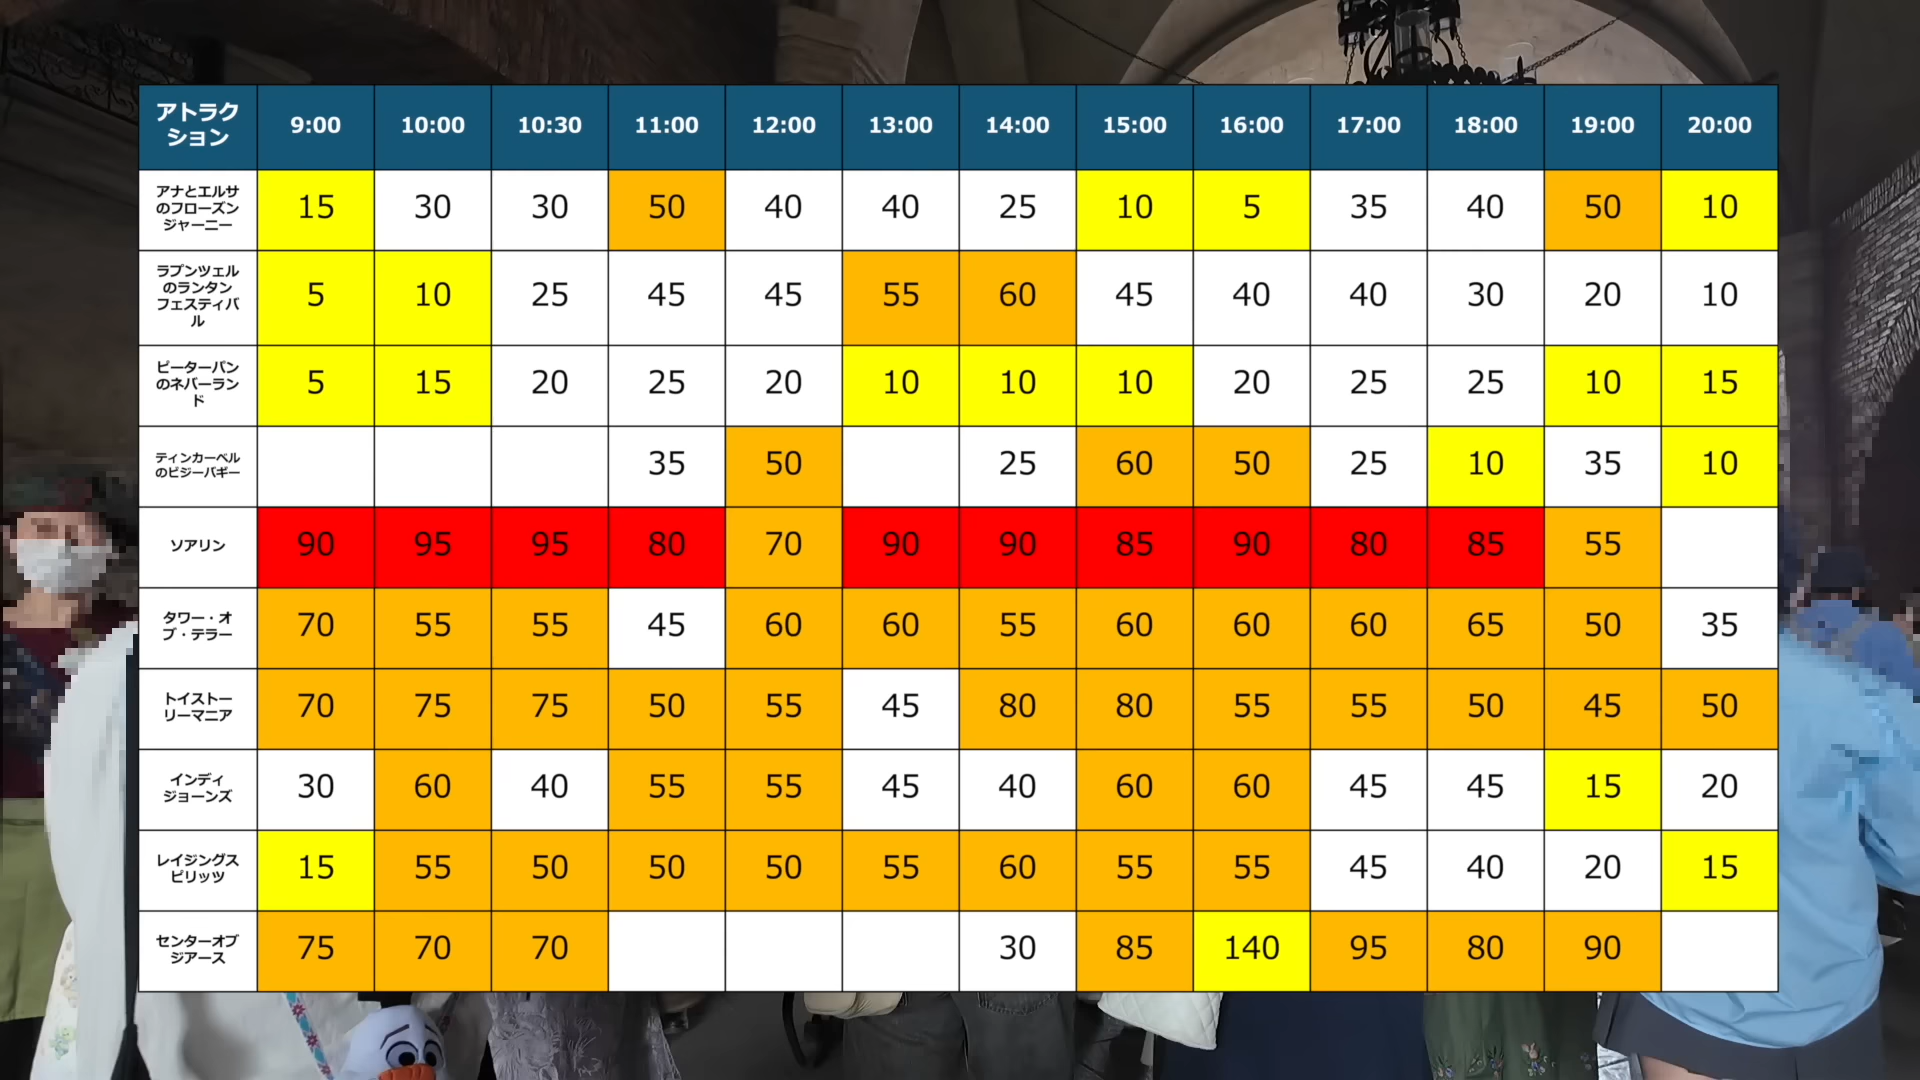 アトラク
ション 9:00 10:00 10:30 11:00 12:00 13:00 14:00 15:00 16:00 17:00 18:00 19:00 20:00
アナとエルサ
のフローズン
ジャーニー 15 30 30 50 40 40 25 10 5 35 40 50 10
ラプンツェル
のランタン
フェスティバ
ル 5 10 25 45 45 55 60 45 40 40 30 20 10
ピーターパン
のネバーラン
ド 5 15 20 25 20 10 10 10 20 25 25 10 15
ティンカーベル
のビジーバギー 35 50 25 60 50 25 10 35 10
ソアリン 90 95 95 80 70 90 90 85 90 80 85 55
タワー・オ
ブ・テラー 70 55 55 45 60 60 55 60 60 60 65 50 35
トイストー
リーマニア 70 75 75 50 55 45 80 80 55 55 50 45 50
インディ
ジョーンズ 30 60 40 55 55 45 40 60 60 45 45 15 20
レイジングス
ピリッツ 15 55 50 50 50 55 60 55 55 45 40 20 15
センターオブ
ジアース 75 70 70 30 85 140 95 80 90